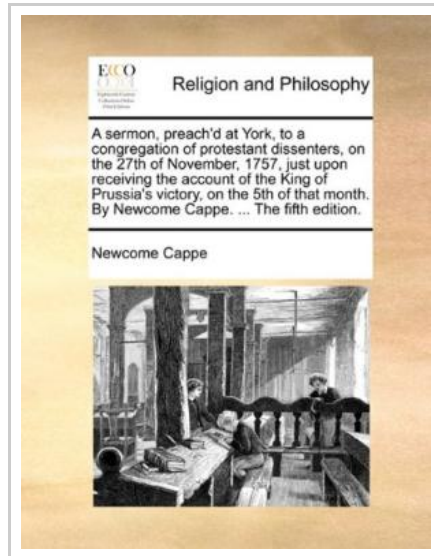 ECCO
Religion and Philosophy
A sermon, preach'd at York, to a
congregation of protestant dissenters, on
the 27th of November, 1757, just upon
receiving the account of the King of
Prussia's victory, on the 5th of that month.
By Newcome Cappe. ... The fifth edition.
Newcome Cappe